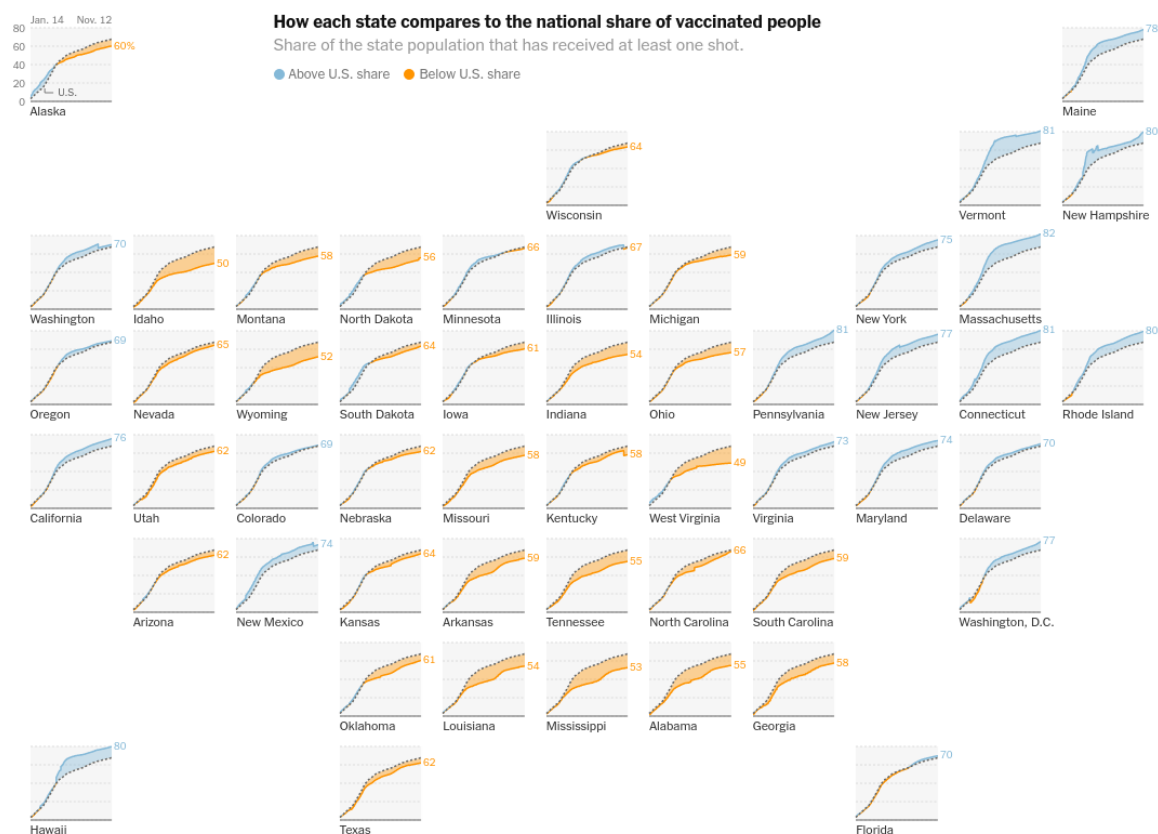 How each state compares to the national share of vaccinated people
Share of the state population that has received at least one shot.
Above U.S. share Below U.S. share
Jan. 14 Nov. 12
80
60
40
20
0
60%
U.S.
Alaska
78
Maine
64
Wisconsin
81
Vermont
80
New Hampshire
70
Washington
50
Idaho
58
Montana
56
North Dakota
66
Minnesota
67
Illinois
59
Michigan
75
New York
82
Massachusetts
69
Oregon
65
Nevada
52
Wyoming
64
South Dakota
61
Iowa
54
Indiana
57
Ohio
81
Pennsylvania
77
New Jersey
81
Connecticut
80
Rhode Island
76
California
62
Utah
69
Colorado
62
Nebraska
58
Missouri
58
Kentucky
49
West Virginia
73
Virginia
74
Maryland
70
Delaware
62
Arizona
74
New Mexico
64
Kansas
59
Arkansas
55
Tennessee
66
North Carolina
59
South Carolina
77
Washington, D.C.
61
Oklahoma
54
Louisiana
53
Mississippi
55
Alabama
58
Georgia
80
Hawaii
62
Texas
70
Florida